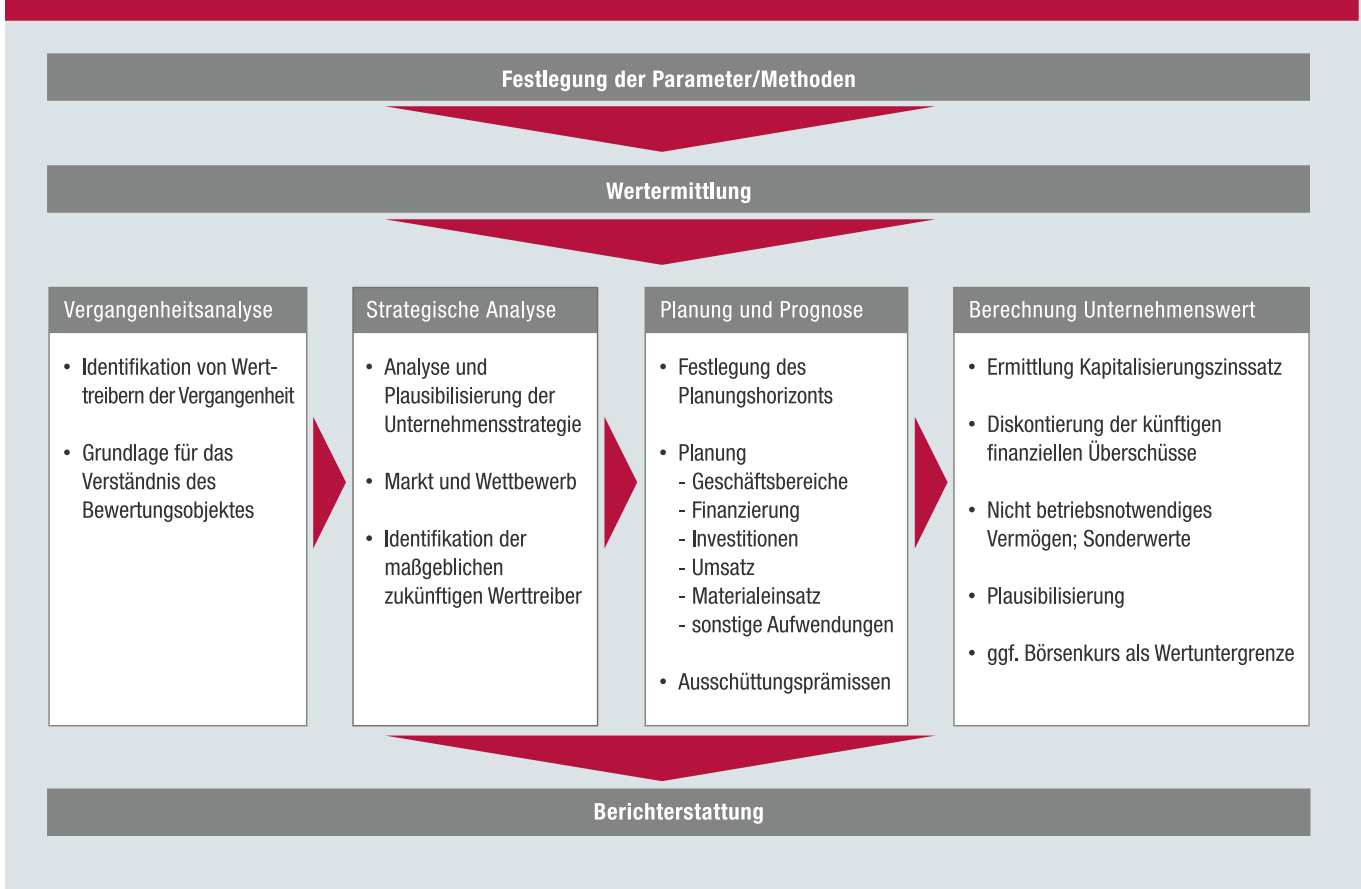 Festlegung der Parameter/Methoden
Wertermittlung
Vergangenheitsanalyse
• Identifikation von Wert-
treibern der Vergangenheit
• Grundlage für das
Verständnis des
Bewertungsobjektes
Strategische Analyse
• Analyse und
Plausibilisierung der
Unternehmensstrategie
• Markt und Wettbewerb
• Identifikation der
maßgeblichen
zukünftigen Werttreiber
Planung und Prognose
• Festlegung des
Planungshorizonts
• Planung
- Geschäftsbereiche
- Finanzierung
- Investitionen
- Umsatz
- Materialeinsatz
- sonstige Aufwendungen
• Ausschüttungsprämissen
Berechnung Unternehmenswert
• Ermittlung Kapitalisierungszinssatz
• Diskontierung der künftigen
finanziellen Überschüsse
• Nicht betriebsnotwendiges
Vermögen; Sonderwerte
• Plausibilisierung
• ggf. Börsenkurs als Wertuntergrenze
Berichterstattung